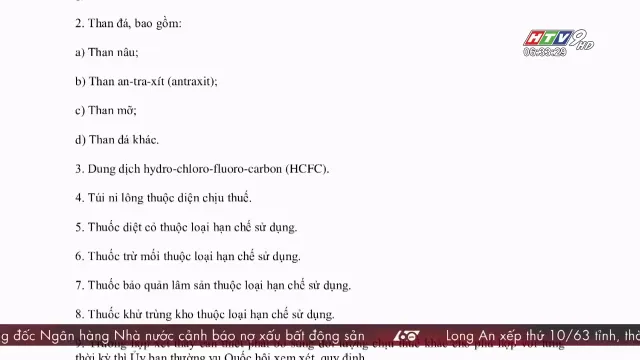 2. Than đá, bao gồm:
HTV9 HD
06:33:29
a) Than nâu;
b) Than an-tra-xít (antraxit);
c) Than mỡ;
d) Than đá khác.
3. Dung dịch hydro-chloro-fluoro-carbon (HCFC).
4. Túi ni lông thuộc diện chịu thuế.
5. Thuốc diệt cỏ thuộc loại hạn chế sử dụng.
6. Thuốc trừ mối thuộc loại hạn chế sử dụng.
7. Thuốc bảo quản lâm sản thuộc loại hạn chế sử dụng.
8. Thuốc khử trùng kho thuộc loại hạn chế sử dụng.
g đốc Ngân hàng Nhà nước cảnh báo nợ xấu bất động sản 60 Long An xếp thứ 10/63 tỉnh, th
thời kỳ thì Ủy ban thường vụ Quốc hội xem xét, quy định